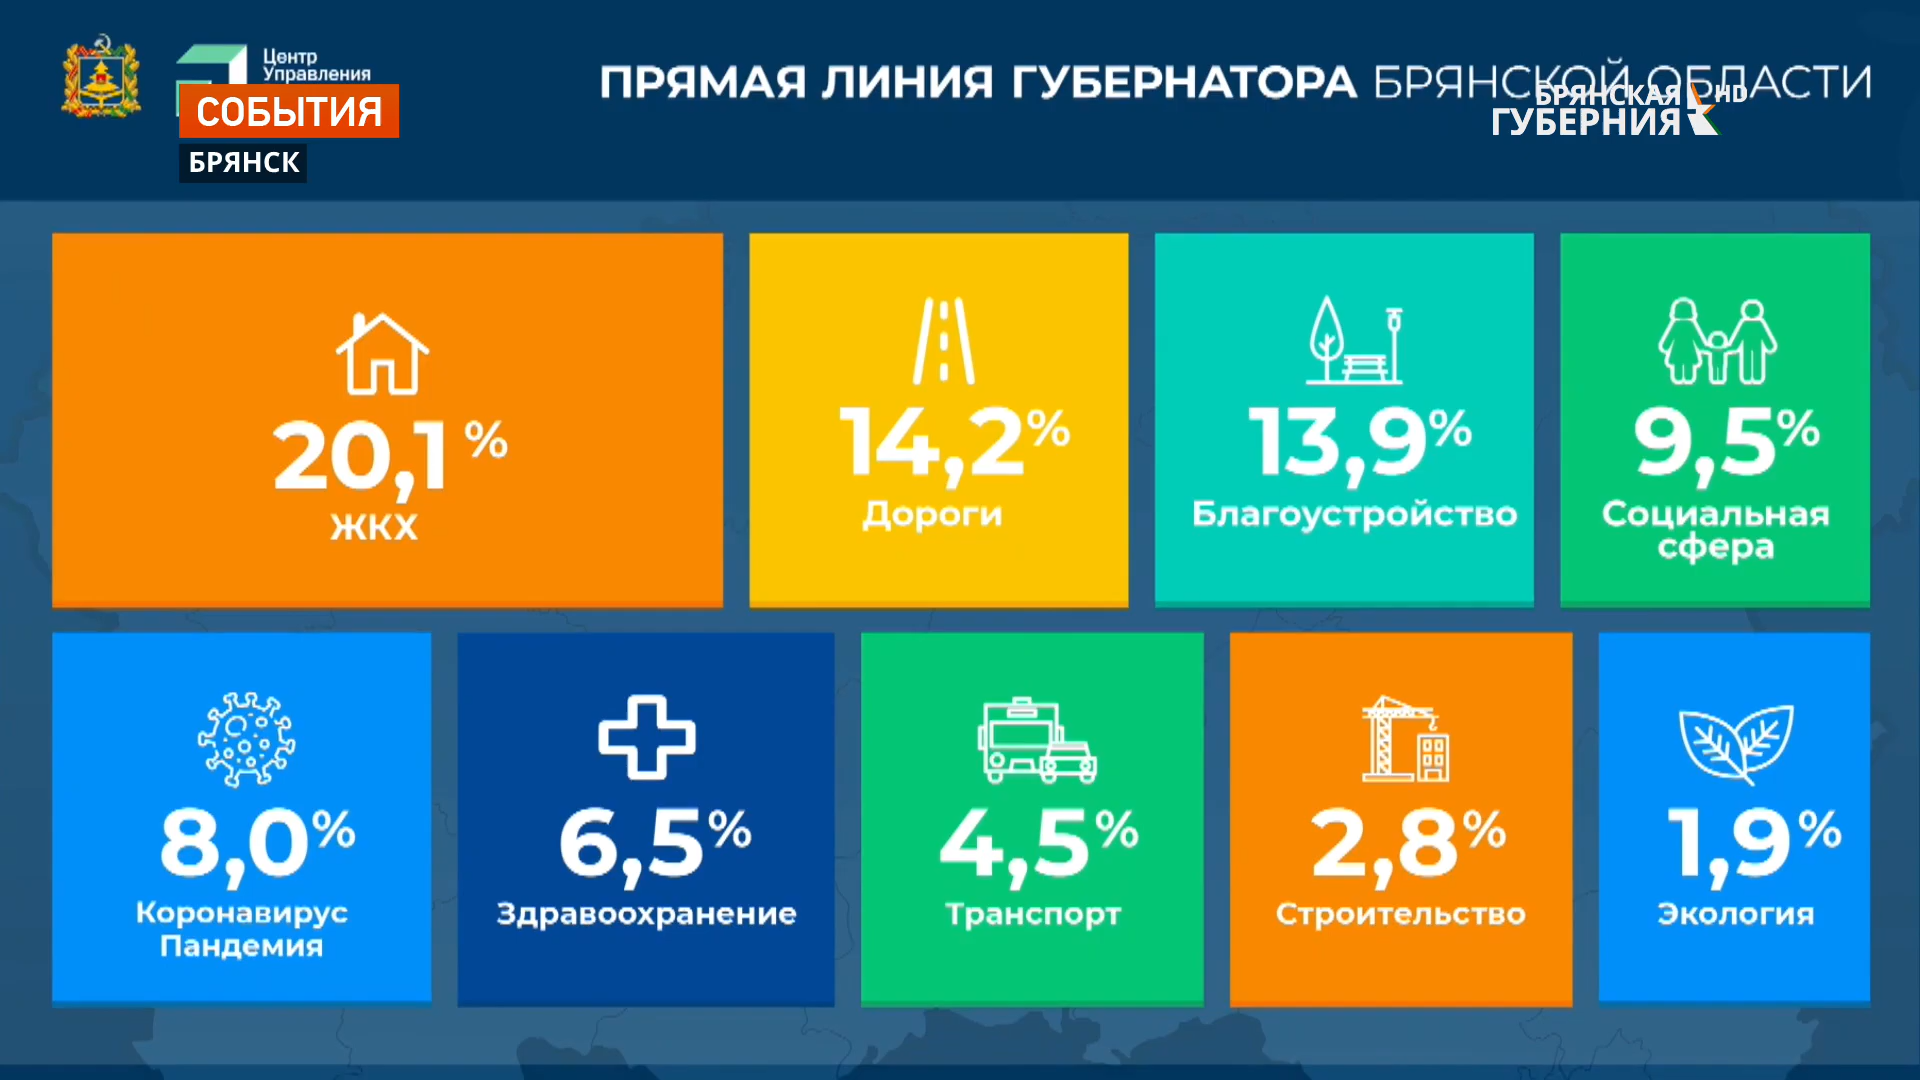 Центр
Управления
СОБЫТИЯ
БРЯНСК
ПРЯМАЯ ЛИНИЯ ГУБЕРНАТОРА БРЯНСКОЙ ОБЛАСТИ
БРЯНСКАЯ HD
ГУБЕРНИЯ
20,1%
ЖКХ
14,2%
Дороги
13,9%
Благоустройство
9,5%
Социальная
сфера
8,0%
Коронавирус
Пандемия
6,5%
Здравоохранение
4,5%
Транспорт
2,8%
Строительство
1,9%
Экология